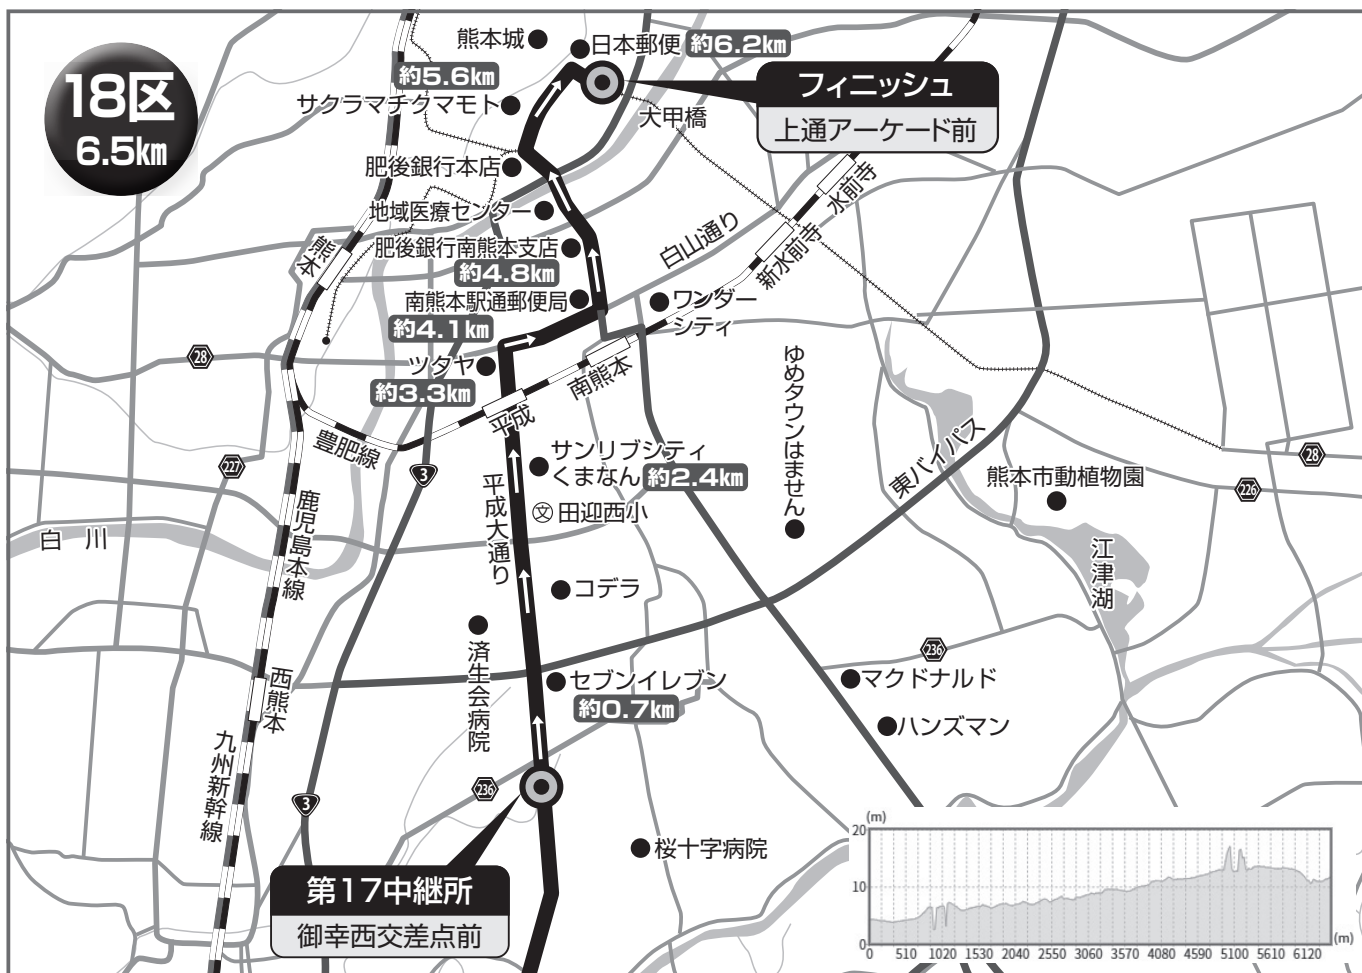 18区
6.5km
熊本城
日本郵便
約6.2km
約5.6km
サクラマチクマモト
フィニッシュ
上通アーケード前
大甲橋
肥後銀行本店
地域医療センター
肥後銀行南熊本支店
約4.8km
白山通り
水前寺
新水前寺
熊本
南熊本駅通郵便局
約4.1km
ワンダー
シティ
28
ツタヤ
約3.3km
南熊本
平成
豊肥線
ゆめタウンはません
東バイパス
227
3
サンリブシティ
くまなん
約2.4km
文
田迎西小
平成大通り
熊本市動植物園
28
226
白川
鹿児島本線
江津湖
コデラ
済生会病院
236
セブンイレブン
約0.7km
マクドナルド
ハンズマン
西熊本
九州新幹線
3
236
桜十字病院
第17中継所
御幸西交差点前
(m)
20
10
0
0 510 1020 1530 2040 2550 3060 3570 4080 4590 5100 5610 6120
(m)